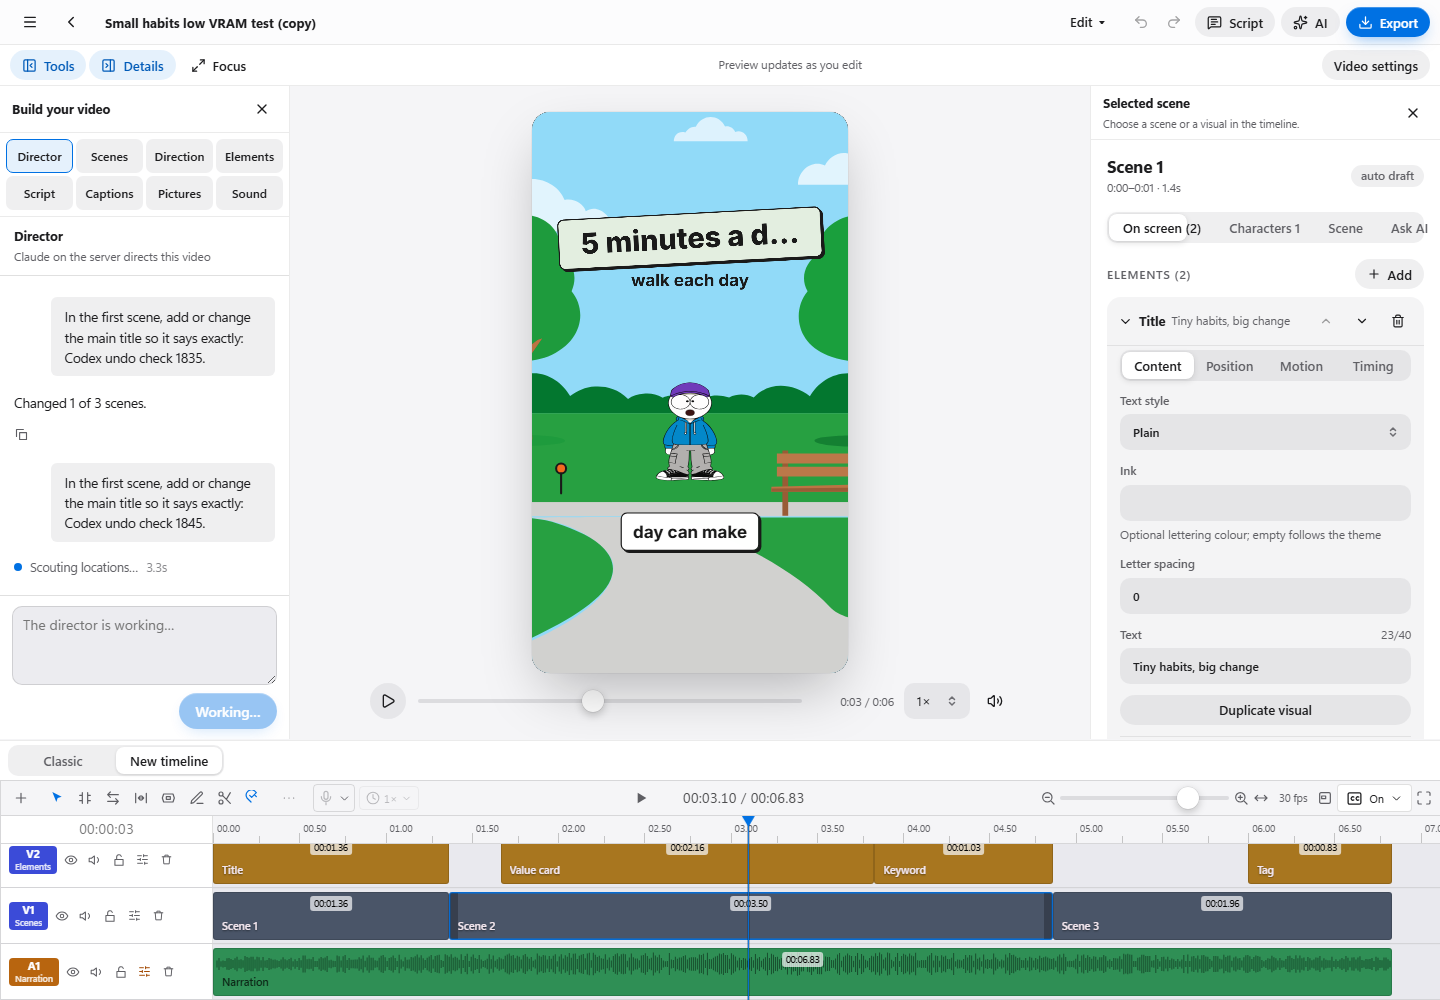 Small habits low VRAM test (copy)
Edit
Script
AI
Export
Tools
Details
Focus
Preview updates as you edit
Video settings
Build your video
Director
Scenes
Direction
Elements
Script
Captions
Pictures
Sound
Director
Claude on the server directs this video
In the first scene, add or change
the main title so it says exactly:
Codex undo check 1835.
Changed 1 of 3 scenes.
In the first scene, add or change
the main title so it says exactly:
Codex undo check 1845.
Scouting locations... 3.3s
The director is working...
Working...
5 minutes a d...
walk each day
day can make
0:03 / 0:06
1×
Selected scene
Choose a scene or a visual in the timeline.
Scene 1
0:00–0:01 · 1.4s
auto draft
On screen (2)
Characters 1
Scene
Ask AI
ELEMENTS (2)
Add
Title Tiny habits, big change
Content
Position
Motion
Timing
Text style
Plain
Ink
Optional lettering colour; empty follows the theme
Letter spacing
0
Text
23/40
Tiny habits, big change
Duplicate visual
Classic
New timeline
1×
00:03.10 / 00:06.83
30 fps
CC On
00:00:03
00.00
00.50
01.00
01.50
02.00
02.50
03.00
03.50
04.00
04.50
05.00
05.50
06.00
06.50
07.0
V2
Elements
00:01.36
Title
00:02.16
Value card
00:01.03
Keyword
00:00.83
Tag
V1
Scenes
00:01.36
Scene 1
00:03.50
Scene 2
00:01.96
Scene 3
A1
Narration
00:06.83
Narration